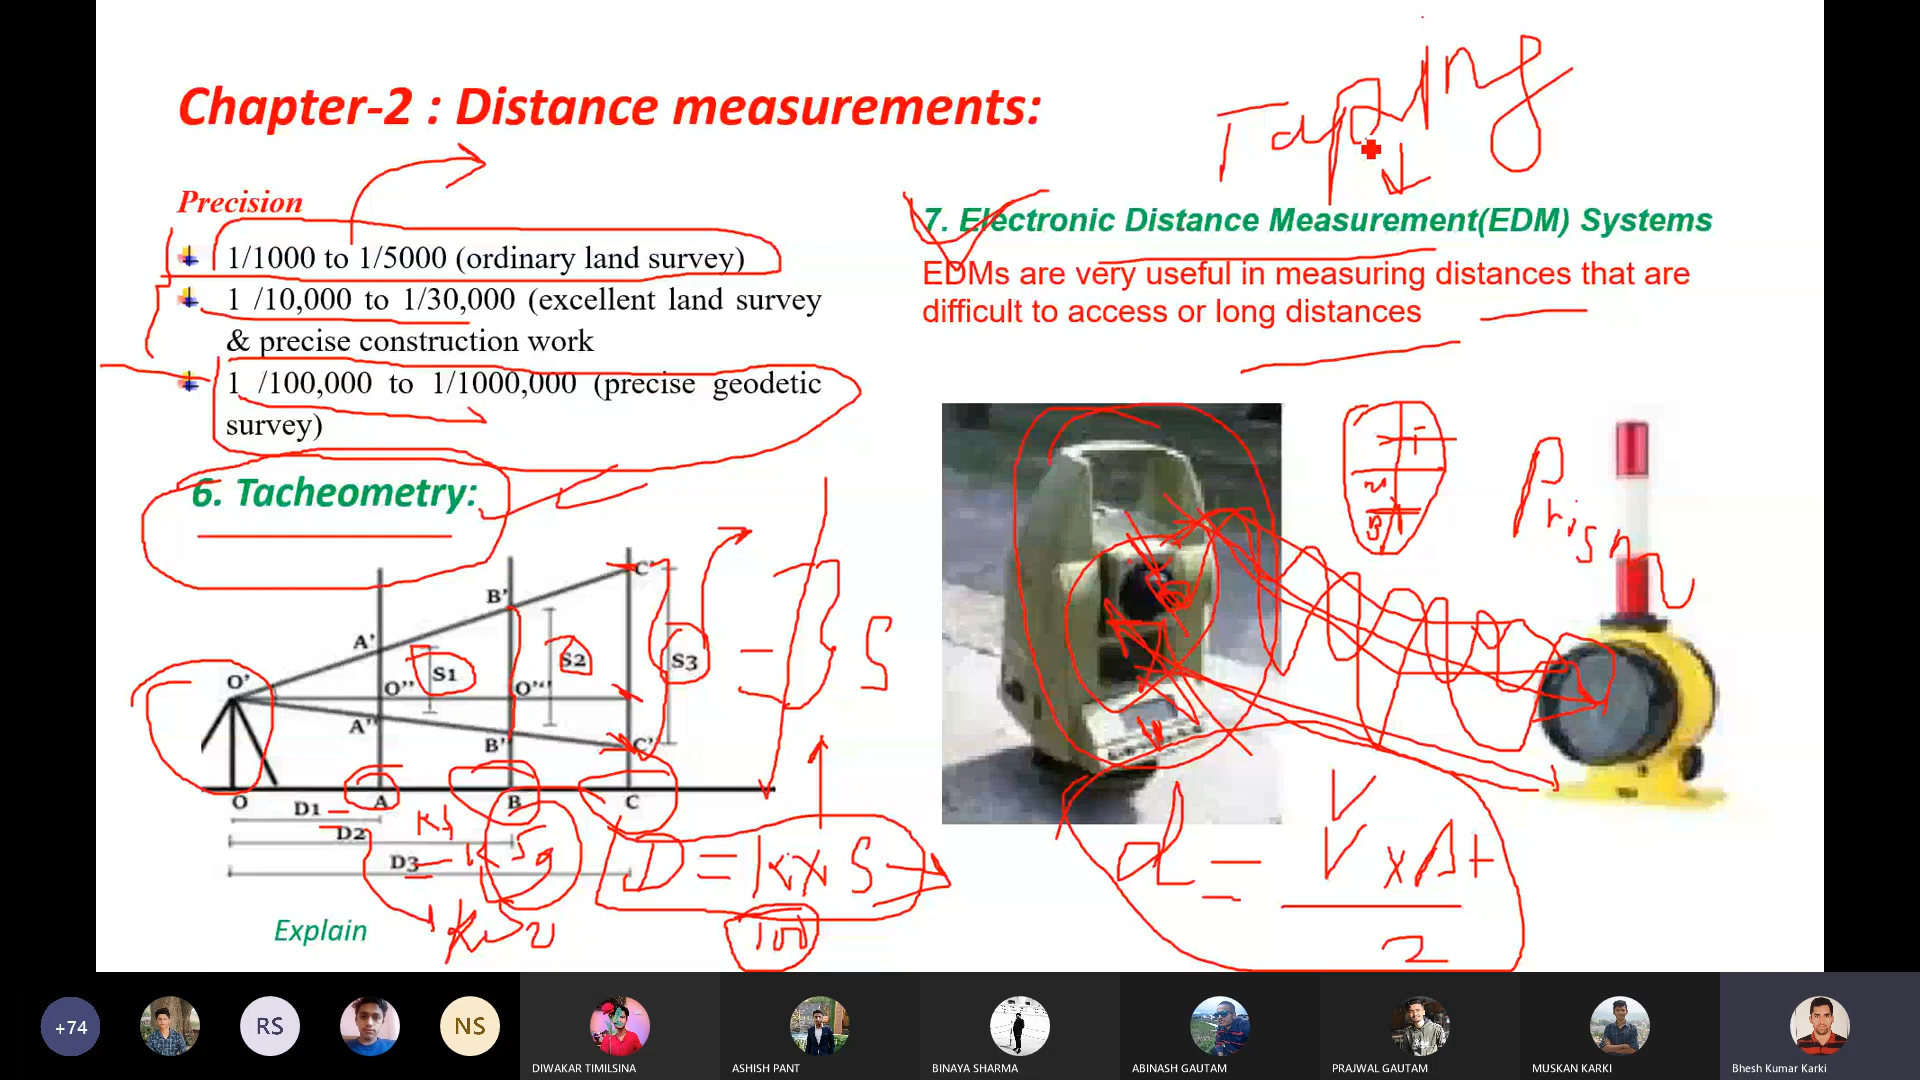 Chapter-2 : Distance measurements:
Taping
Precision
1/1000 to 1/5000 (ordinary land survey)
1 /10,000 to 1/30,000 (excellent land survey
& precise construction work
1 /100,000 to 1/1000,000 (precise geodetic
survey)
6. Tacheometry:
O' A' B' C'
O'' O'''
A'' B'' C''
S1 S2 S3
O A B C
D1
D2
D3
D = K x S
100
Explain
7. Electronic Distance Measurement(EDM) Systems
EDMs are very useful in measuring distances that are
difficult to access or long distances
Prism
d = V x Δt
2
+74
RS
NS
DIWAKAR TIMILSINA
ASHISH PANT
BINAYA SHARMA
ABINASH GAUTAM
PRAJWAL GAUTAM
MUSKAN KARKI
Bhesh Kumar Karki